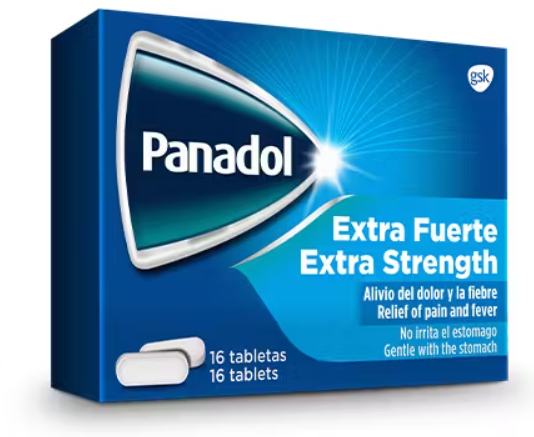 gsk
Panadol
Extra Fuerte
Extra Strength
Alivio del dolor y la fiebre
Relief of pain and fever
No irrita el estomago
Gentle with the stomach
16 tabletas
16 tablets